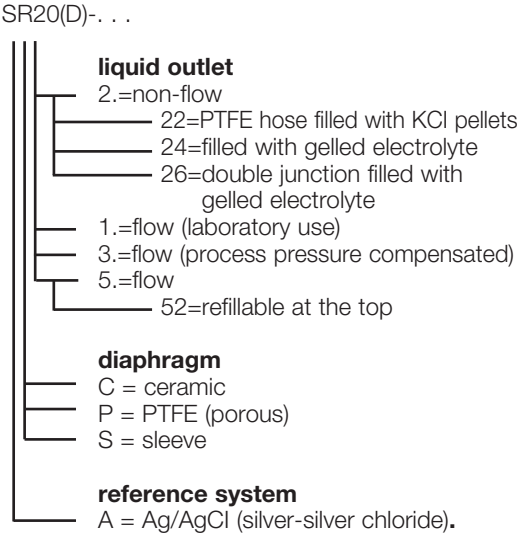 SR20(D)-. . .
liquid outlet
2.=non-flow
22=PTFE hose filled with KCl pellets
24=filled with gelled electrolyte
26=double junction filled with
gelled electrolyte
1.=flow (laboratory use)
3.=flow (process pressure compensated)
5.=flow
52=refillable at the top
diaphragm
C = ceramic
P = PTFE (porous)
S = sleeve
reference system
A = Ag/AgCl (silver-silver chloride).